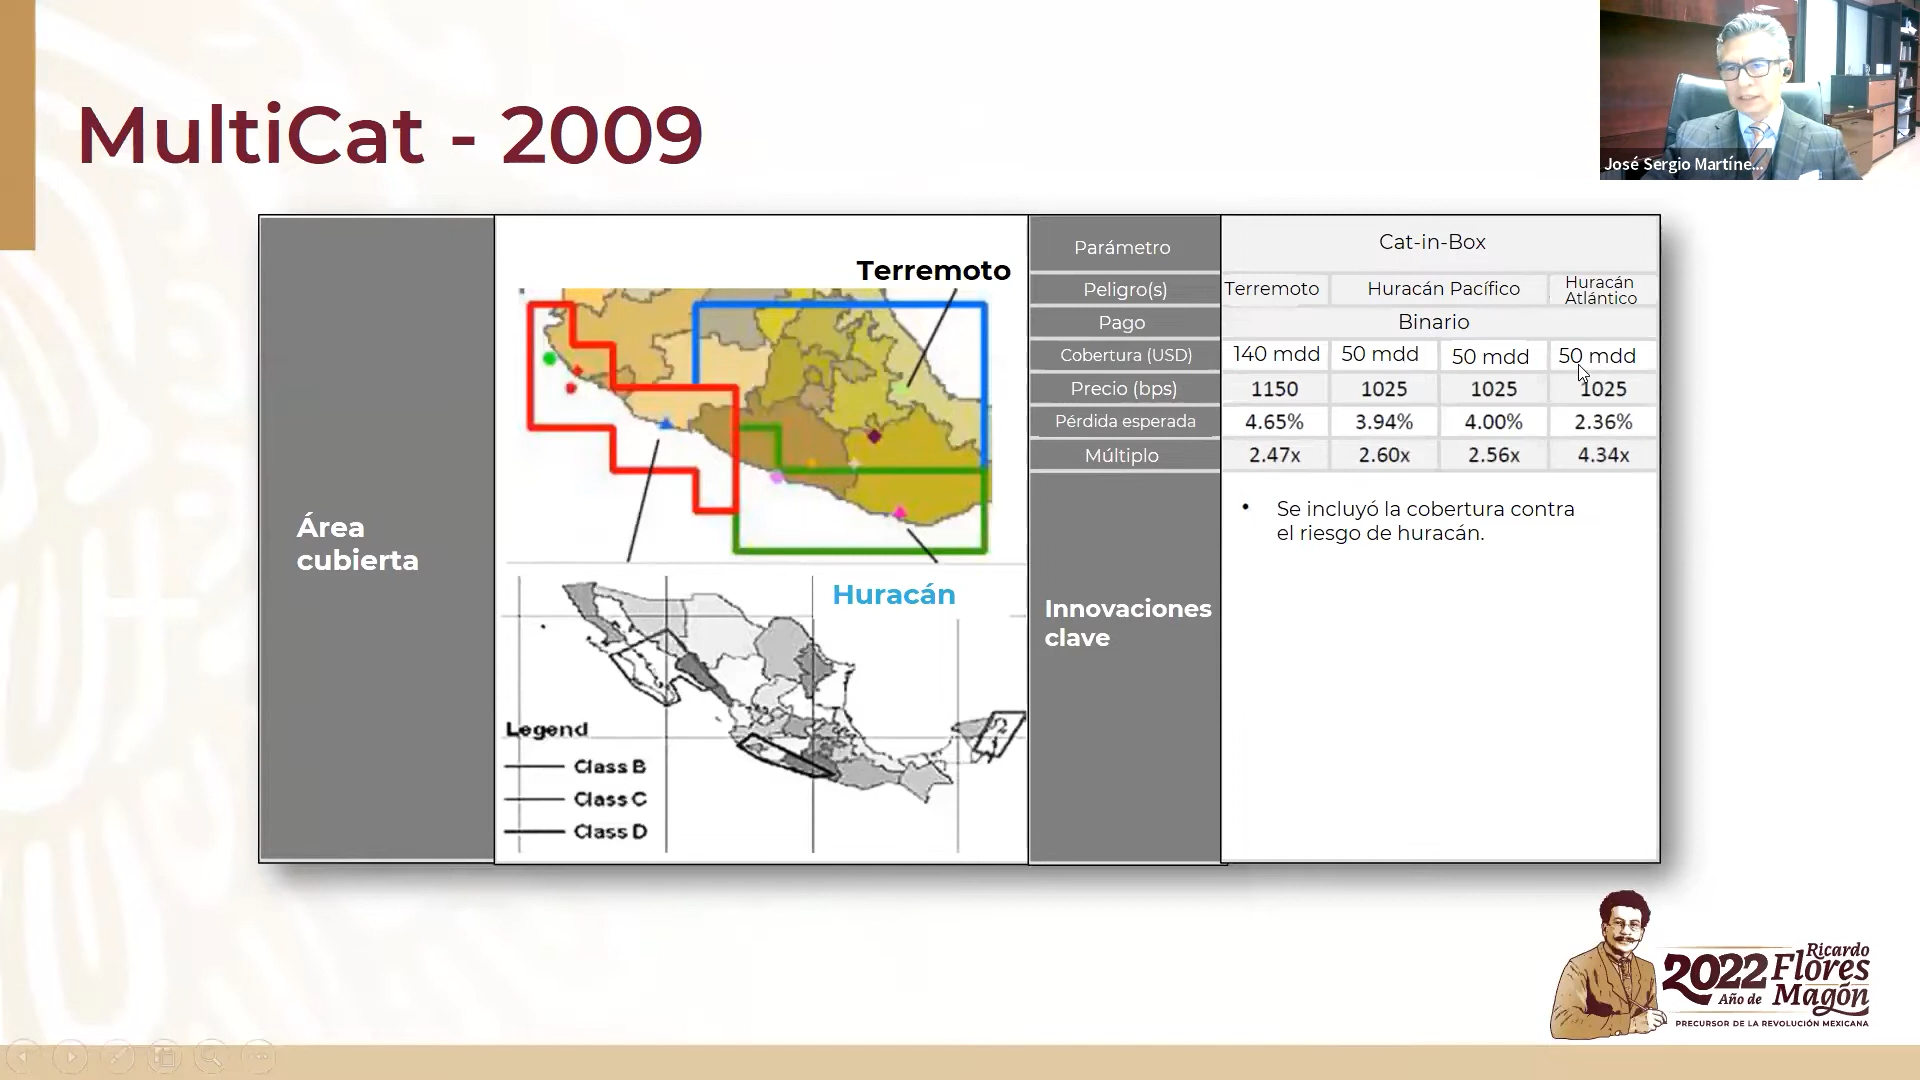 MultiCat - 2009
José Sergio Martíne...
Área
cubierta
Terremoto
Huracán
Legend
Class B
Class C
Class D
Parámetro
Cat-in-Box
Peligro(s)
Terremoto
Huracán Pacífico
Huracán
Atlántico
Pago
Binario
Cobertura (USD)
140 mdd
50 mdd
50 mdd
50 mdd
Precio (bps)
1150
1025
1025
1025
Pérdida esperada
4.65%
3.94%
4.00%
2.36%
Múltiplo
2.47x
2.60x
2.56x
4.34x
Innovaciones
clave
• Se incluyó la cobertura contra
el riesgo de huracán.
2022
Año de
Ricardo
Flores
Magón
PRECURSOR DE LA REVOLUCIÓN MEXICANA